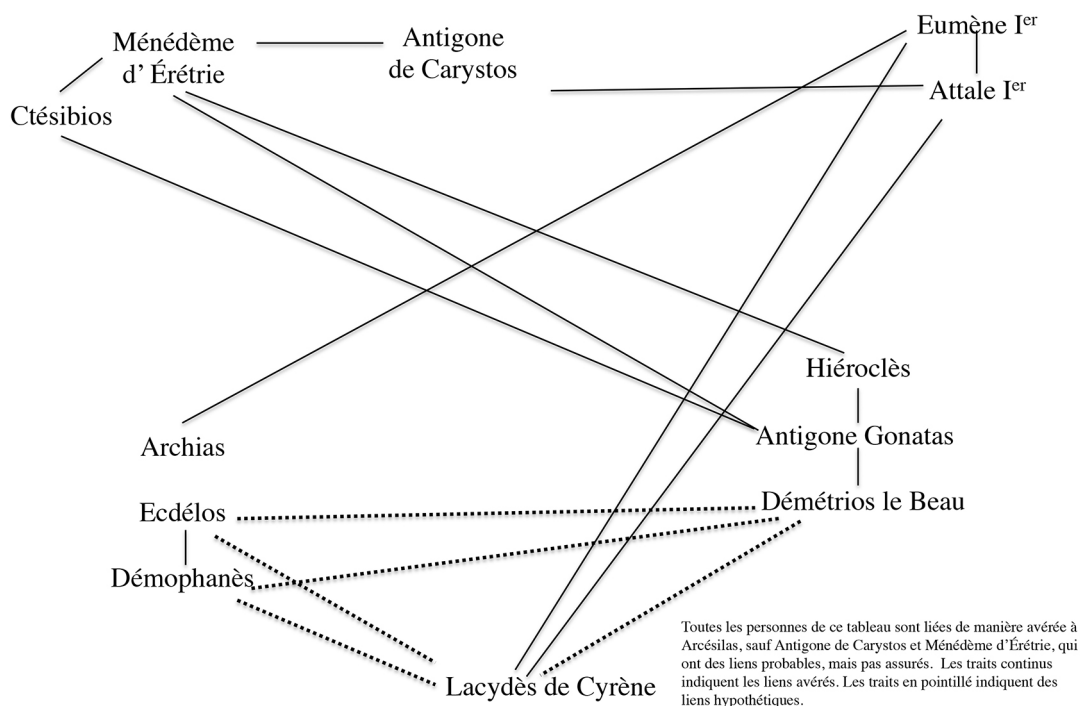 Ménédème
d' Érétrie
Antigone
de Carystos
Eumène Iᵉʳ
Attale Iᵉʳ
Ctésibios
Hiéroclès
Antigone Gonatas
Archias
Démétrios le Beau
Ecdélos
Démophanès
Lacydès de Cyrène
Toutes les personnes de ce tableau sont liées de manière avérée à
Arcésilas, sauf Antigone de Carystos et Ménédème d'Érétrie, qui
ont des liens probables, mais pas assurés.  Les traits continus
indiquent les liens avérés. Les traits en pointillé indiquent des
liens hypothétiques.